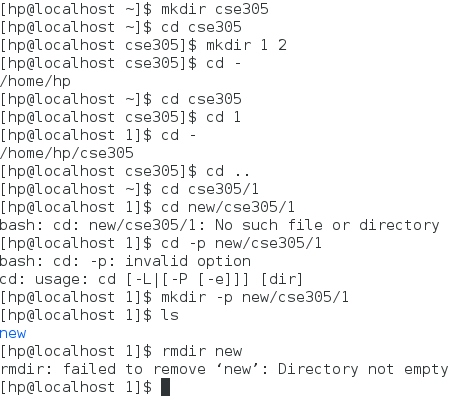 [hp@localhost ~]$ mkdir cse305
[hp@localhost ~]$ cd cse305
[hp@localhost cse305]$ mkdir 1 2
[hp@localhost cse305]$ cd -
/home/hp
[hp@localhost ~]$ cd cse305
[hp@localhost cse305]$ cd 1
[hp@localhost 1]$ cd -
/home/hp/cse305
[hp@localhost cse305]$ cd ..
[hp@localhost ~]$ cd cse305/1
[hp@localhost 1]$ cd new/cse305/1
bash: cd: new/cse305/1: No such file or directory
[hp@localhost 1]$ cd -p new/cse305/1
bash: cd: -p: invalid option
cd: usage: cd [-L|[-P [-e]]] [dir]
[hp@localhost 1]$ mkdir -p new/cse305/1
[hp@localhost 1]$ ls
new
[hp@localhost 1]$ rmdir new
rmdir: failed to remove ‘new’: Directory not empty
[hp@localhost 1]$